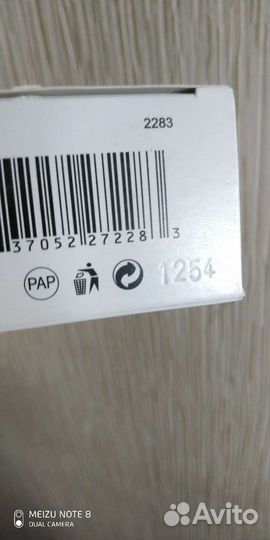 2283
37052 27228 3
PAP 1254
MEIZU NOTE 8
DUAL CAMERA
Avito